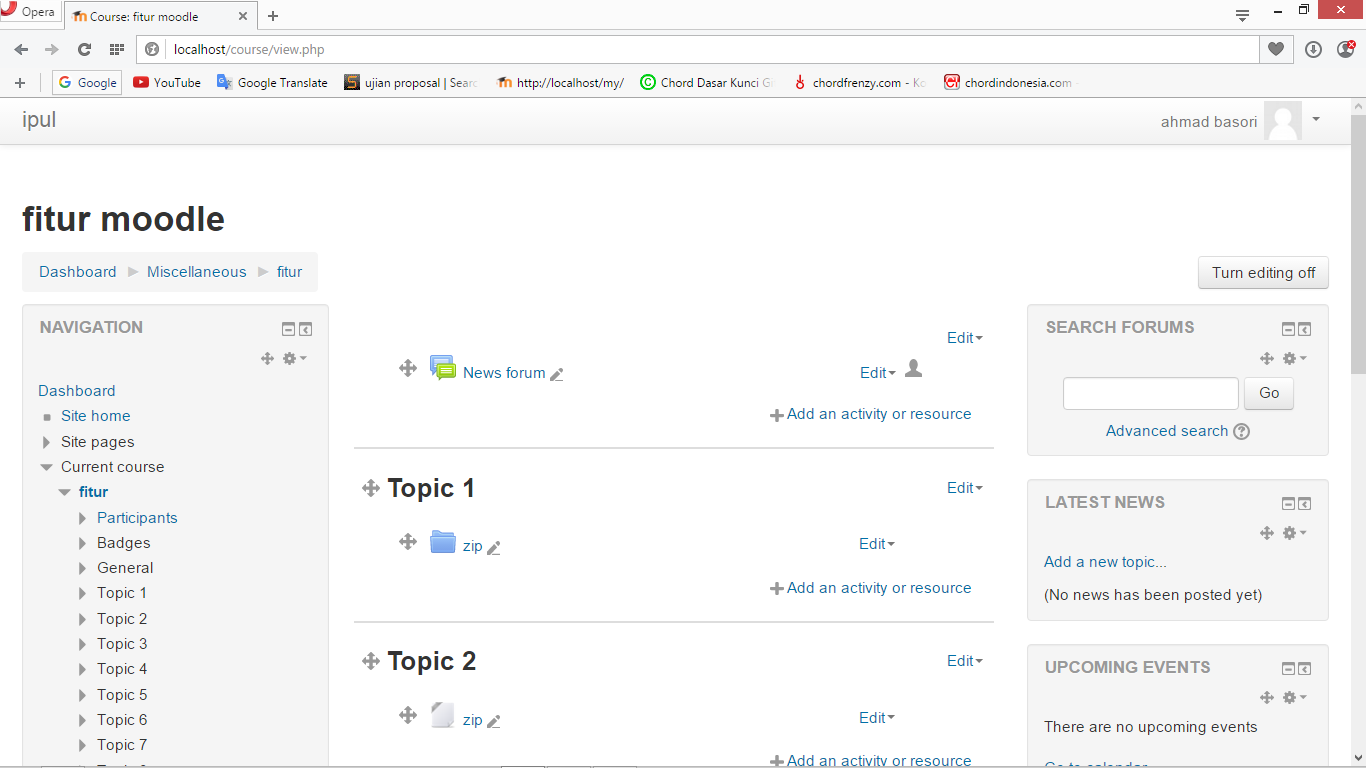 Opera
Course: fitur moodle
localhost/course/view.php
Google
YouTube
Google Translate
ujian proposal | Sear
http://localhost/my/
Chord Dasar Kunci G
chordfrenzy.com - Ko
chordindonesia.com -
ipul
ahmad basori
fitur moodle
Dashboard
Miscellaneous
fitur
Turn editing off
NAVIGATION
Dashboard
Site home
Site pages
Current course
fitur
Participants
Badges
General
Topic 1
Topic 2
Topic 3
Topic 4
Topic 5
Topic 6
Topic 7
Edit
News forum
Edit
Add an activity or resource
Topic 1
Edit
zip
Edit
Add an activity or resource
Topic 2
Edit
zip
Edit
Add an activity or resource
SEARCH FORUMS
Go
Advanced search
LATEST NEWS
Add a new topic...
(No news has been posted yet)
UPCOMING EVENTS
There are no upcoming events
Go to calendar